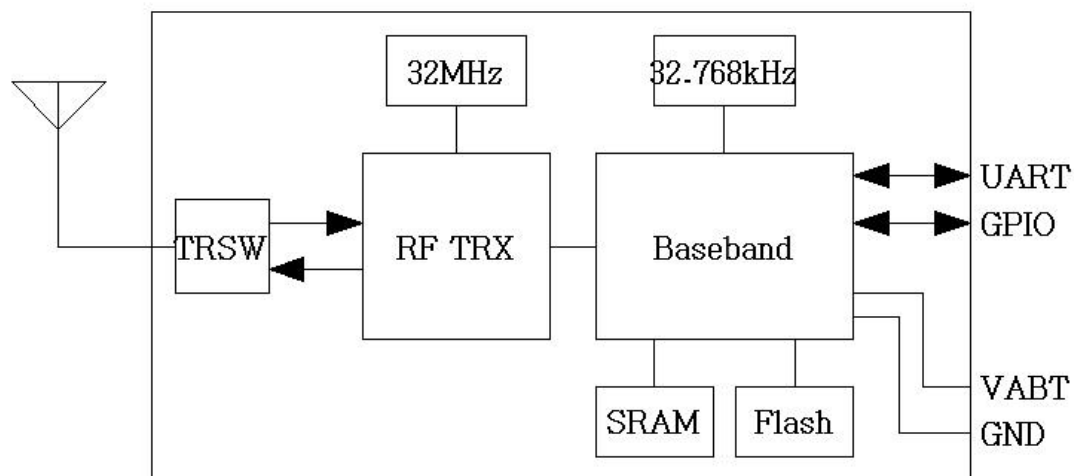 32MHz
32.768kHz
UART
GPIO
TRSW
RF TRX
Baseband
SRAM
Flash
VABT
GND